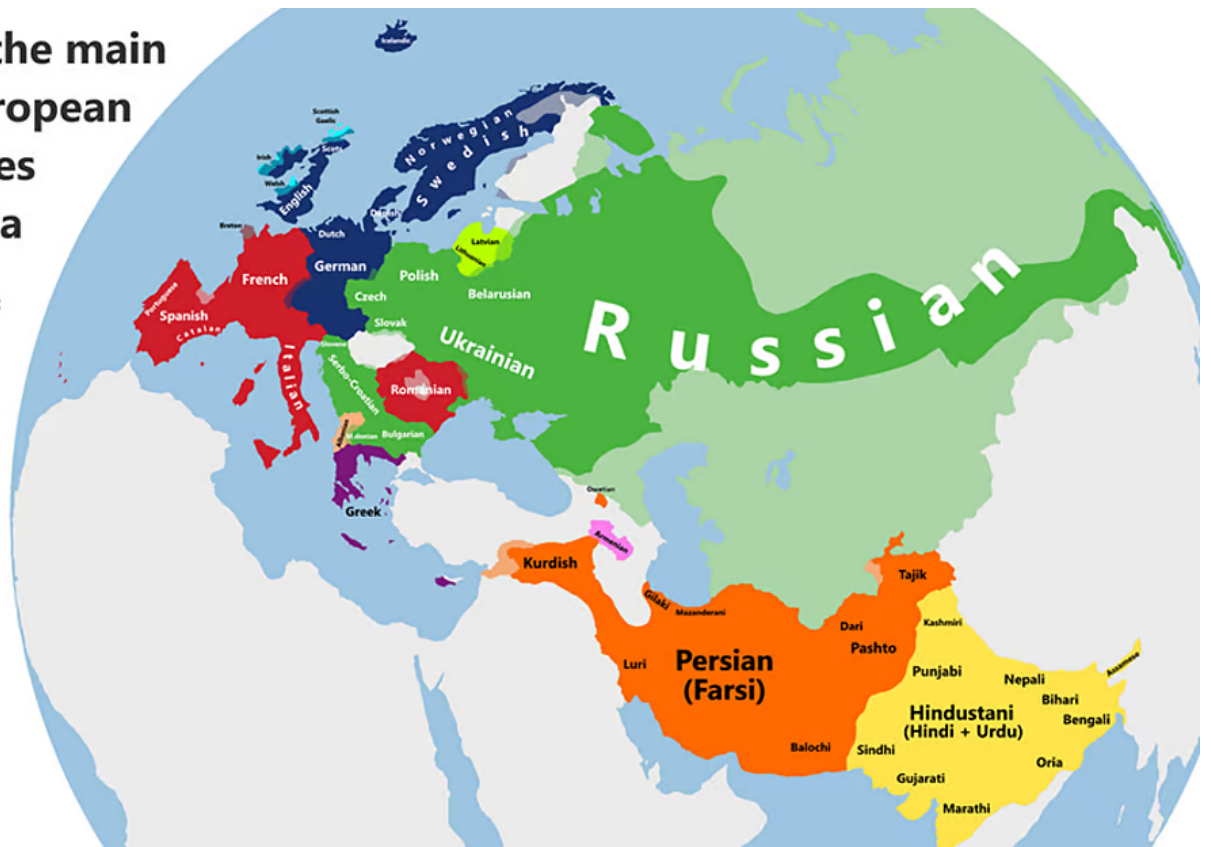 the main
ropean
es
a
:
Icelandic
Scottish
Gaelic
Scots
Irish
Welsh
English
Norwegian
Swedish
Danish
Breton
Dutch
German
French
Portuguese
Spanish
Catalan
Italian
Latvian
Lithuanian
Polish
Belarusian
Czech
Slovak
Ukrainian
Russian
Slovene
Serbo-Croatian
Romanian
Albanian
Bulgarian
Greek
Ossetian
Armenian
Kurdish
Gilaki
Mazanderani
Tajik
Dari
Pashto
Luri
Persian
(Farsi)
Balochi
Kashmiri
Punjabi
Nepali
Assamese
Bihari
Bengali
Hindustani
(Hindi + Urdu)
Sindhi
Oria
Gujarati
Marathi